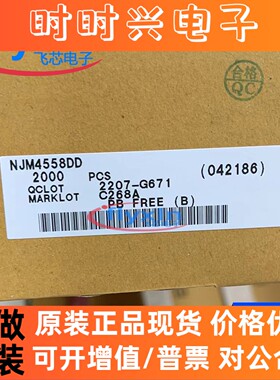 时时兴电子
飞芯电子
合格
QC
NJM4558DD
2000 PCS (042186)
QCLOT 2207-G671
MARKLOT C268A
PB FREE (B)
原装正品现货 价格优
可开增值/普票 对公
做
装